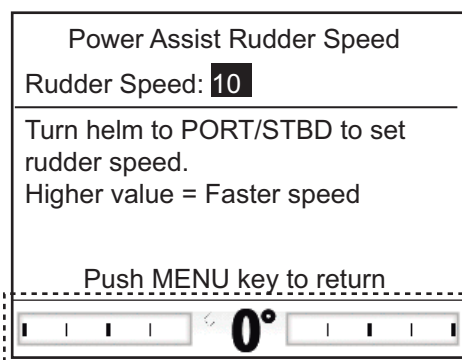 Power Assist Rudder Speed
Rudder Speed: 10
Turn helm to PORT/STBD to set
rudder speed.
Higher value = Faster speed
Push MENU key to return
0°